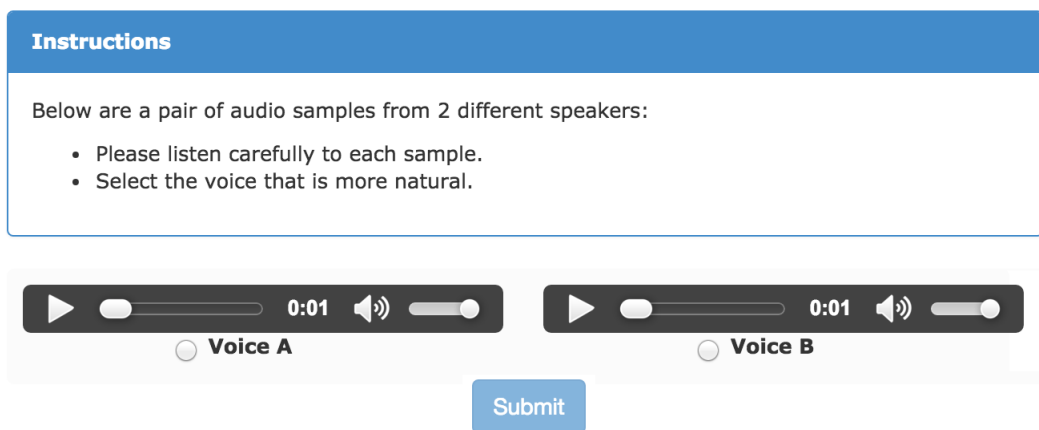 Instructions
Below are a pair of audio samples from 2 different speakers:
• Please listen carefully to each sample.
• Select the voice that is more natural.
0:01 0:01
Voice A Voice B
Submit